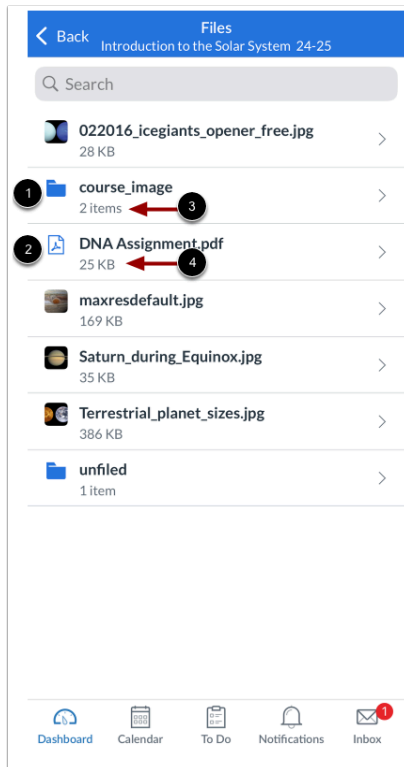 Back
Files
Introduction to the Solar System 24-25
Search
022016_icegiants_opener_free.jpg
28 KB
1
course_image
2 items
3
2
DNA Assignment.pdf
25 KB
4
maxresdefault.jpg
169 KB
Saturn_during_Equinox.jpg
35 KB
Terrestrial_planet_sizes.jpg
386 KB
unfiled
1 item
1
Dashboard
Calendar
To Do
Notifications
Inbox